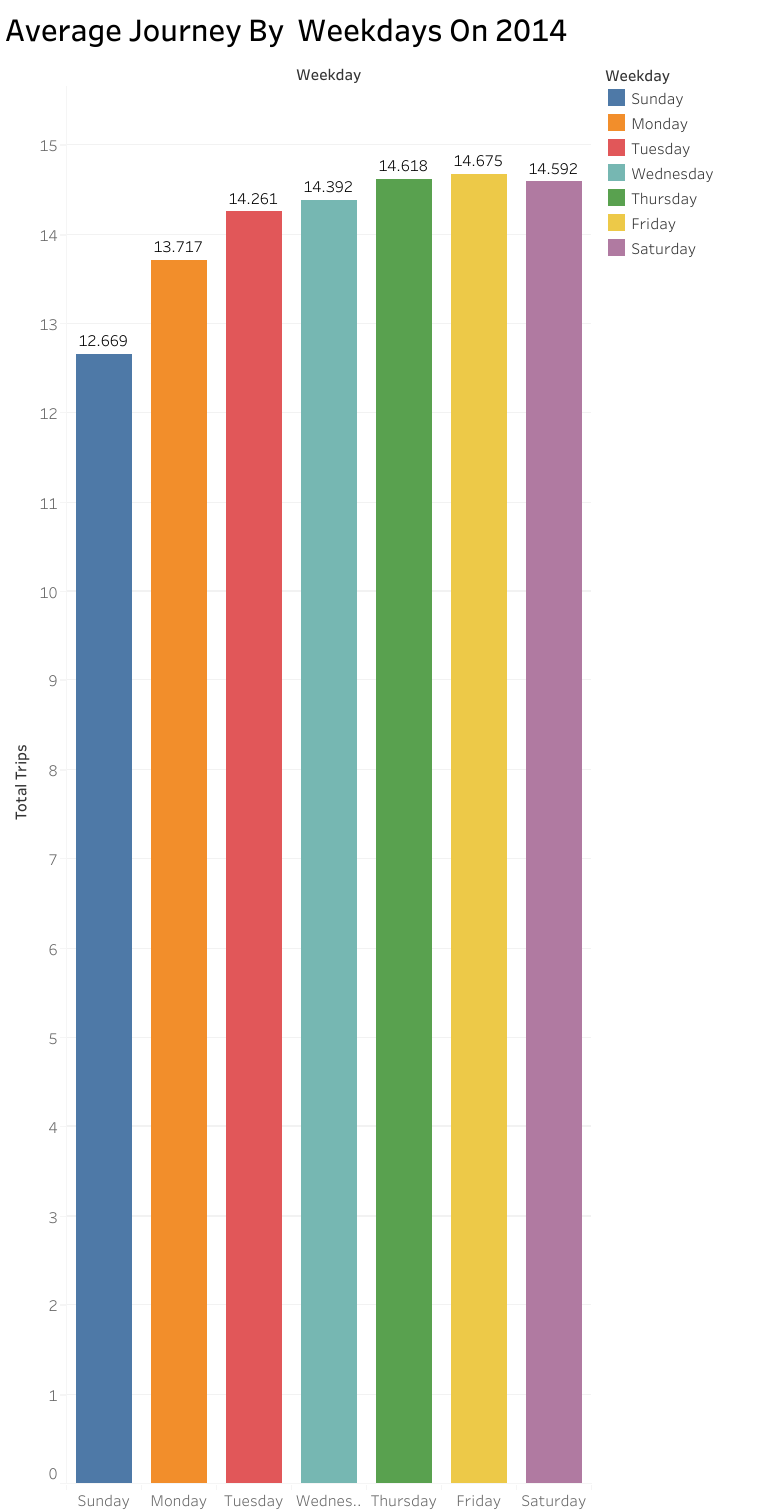 Average Journey By  Weekdays On 2014
Weekday
Weekday
Sunday
Monday
Tuesday
Wednesday
Thursday
Friday
Saturday
15
14
13
12
11
10
9
8
7
6
5
4
3
2
1
0
Total Trips
12.669
13.717
14.261
14.392
14.618
14.675
14.592
Sunday
Monday
Tuesday
Wednes..
Thursday
Friday
Saturday